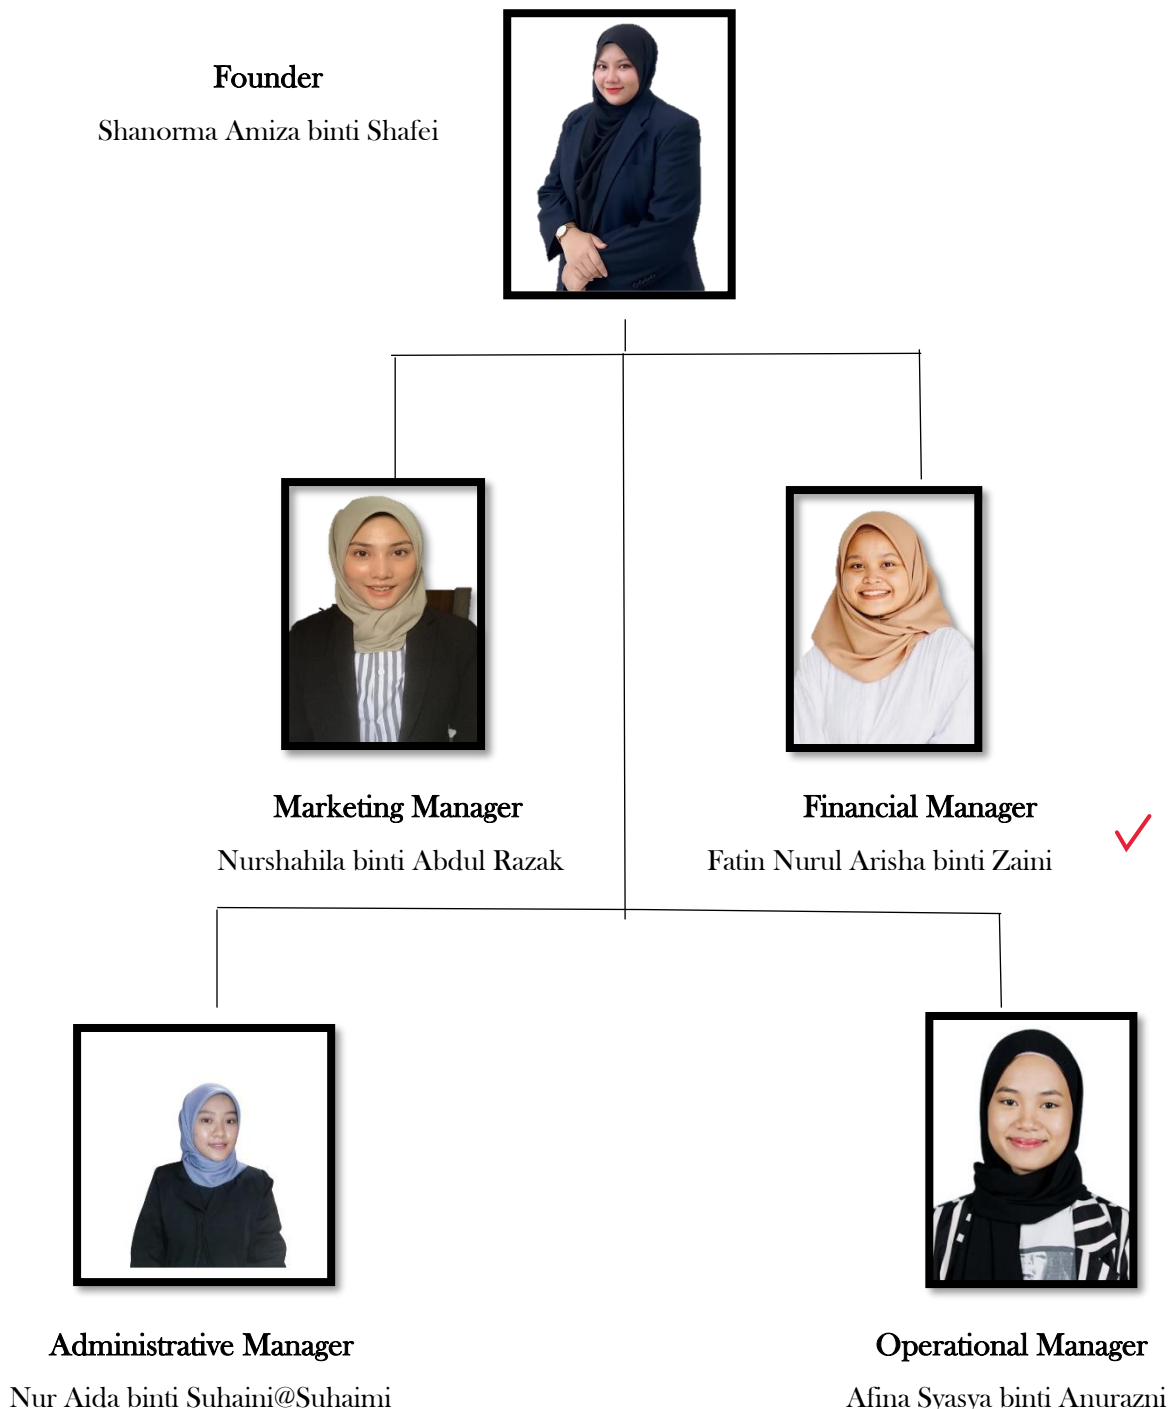 Founder
Shanorma Amiza binti Shafei
Marketing Manager
Financial Manager
Nurshahila binti Abdul Razak
Fatin Nurul Arisha binti Zaini
Administrative Manager
Operational Manager
Nur Aida binti Suhaini@Suhaimi
Afina Syasya binti Anurazni